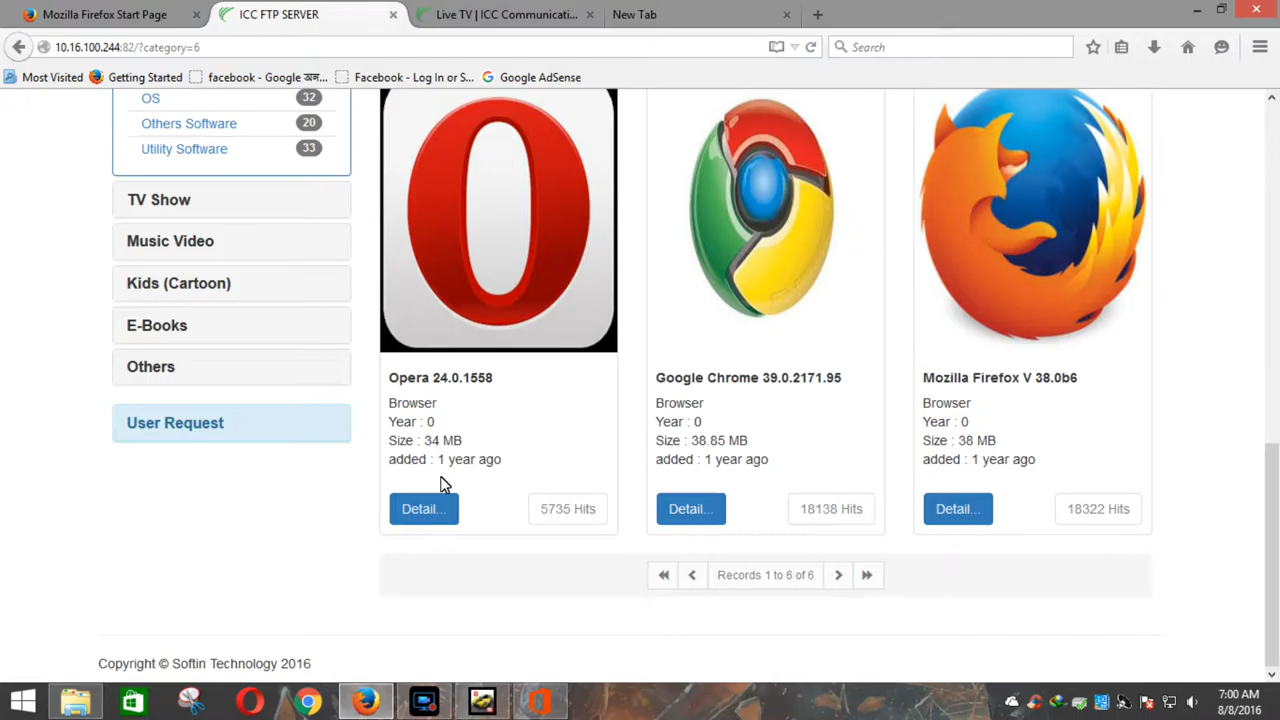 Mozilla Firefox Start Page
ICC FTP SERVER
Live TV | ICC Communicati...
New Tab
10.16.100.244:82/?category=6
Search
Most Visited
Getting Started
facebook - Google অনু...
Facebook - Log In or S...
Google AdSense
OS 32
Others Software 20
Utility Software 33
TV Show
Music Video
Kids (Cartoon)
E-Books
Others
User Request
Opera 24.0.1558
Browser
Year : 0
Size : 34 MB
added : 1 year ago
Detail...
5735 Hits
Google Chrome 39.0.2171.95
Browser
Year : 0
Size : 38.85 MB
added : 1 year ago
Detail...
18138 Hits
Mozilla Firefox V 38.0b6
Browser
Year : 0
Size : 38 MB
added : 1 year ago
Detail...
18322 Hits
Records 1 to 6 of 6
Copyright © Softin Technology 2016
7:00 AM
8/8/2016